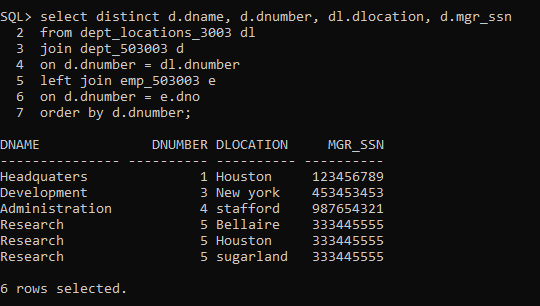 SQL> select distinct d.dname, d.dnumber, dl.dlocation, d.mgr_ssn
  2  from dept_locations_3003 dl
  3  join dept_503003 d
  4  on d.dnumber = dl.dnumber
  5  left join emp_503003 e
  6  on d.dnumber = e.dno
  7  order by d.dnumber;
DNAME              DNUMBER DLOCATION     MGR_SSN
--------------- ---------- ---------- ----------
Headquaters              1 Houston     123456789
Development              3 New york    453453453
Administration           4 stafford    987654321
Research                 5 Bellaire    333445555
Research                 5 Houston     333445555
Research                 5 sugarland   333445555
6 rows selected.